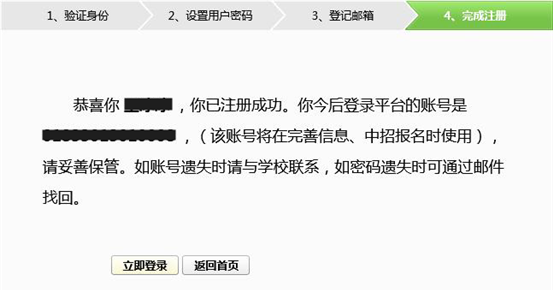 1、验证身份 2、设置用户密码 3、登记邮箱 4、完成注册
恭喜你 ，你已注册成功。你今后登录平台的账号是
，（该账号将在完善信息、中招报名时使用），
请妥善保管。如账号遗失时请与学校联系，如密码遗失时可通过邮件
找回。
立即登录 返回首页